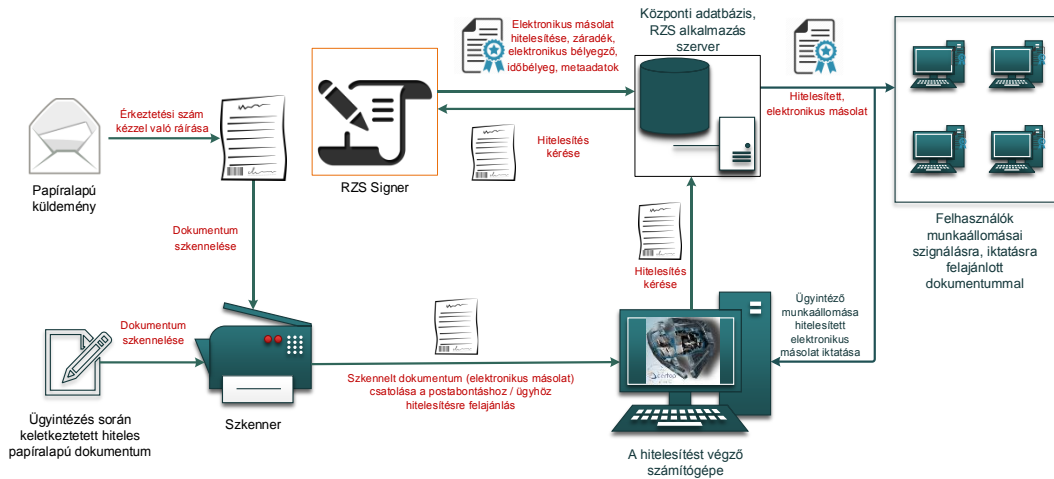 Elektronikus másolat
hitelesítése, záradék,
elektronikus bélyegző,
időbélyeg, metaadatok
Központi adatbázis,
RZS alkalmazás
szerver
Érkeztetési szám
kézzel való ráírása
Hitelesítés
kérése
Hitelesített,
elektronikus másolat
Papíralapú
küldemény
RZS Signer
Dokumentum
szkennelése
Hitelesítés
kérése
Felhasználók
munkaállomásai
szignálásra, iktatásra
felajánlott
dokumentummal
Dokumentum
szkennelése
Ügyintéző
munkaállomása
hitelesített
elektronikus
másolat iktatása
Szkennelt dokumentum (elektronikus másolat)
csatolása a postabontáshoz / ügyhöz
hitelesítésre felajánlás
Ügyintézés során
keletkeztetett hiteles
papíralapú dokumentum
Szkenner
A hitelesítést végző
számítógépe